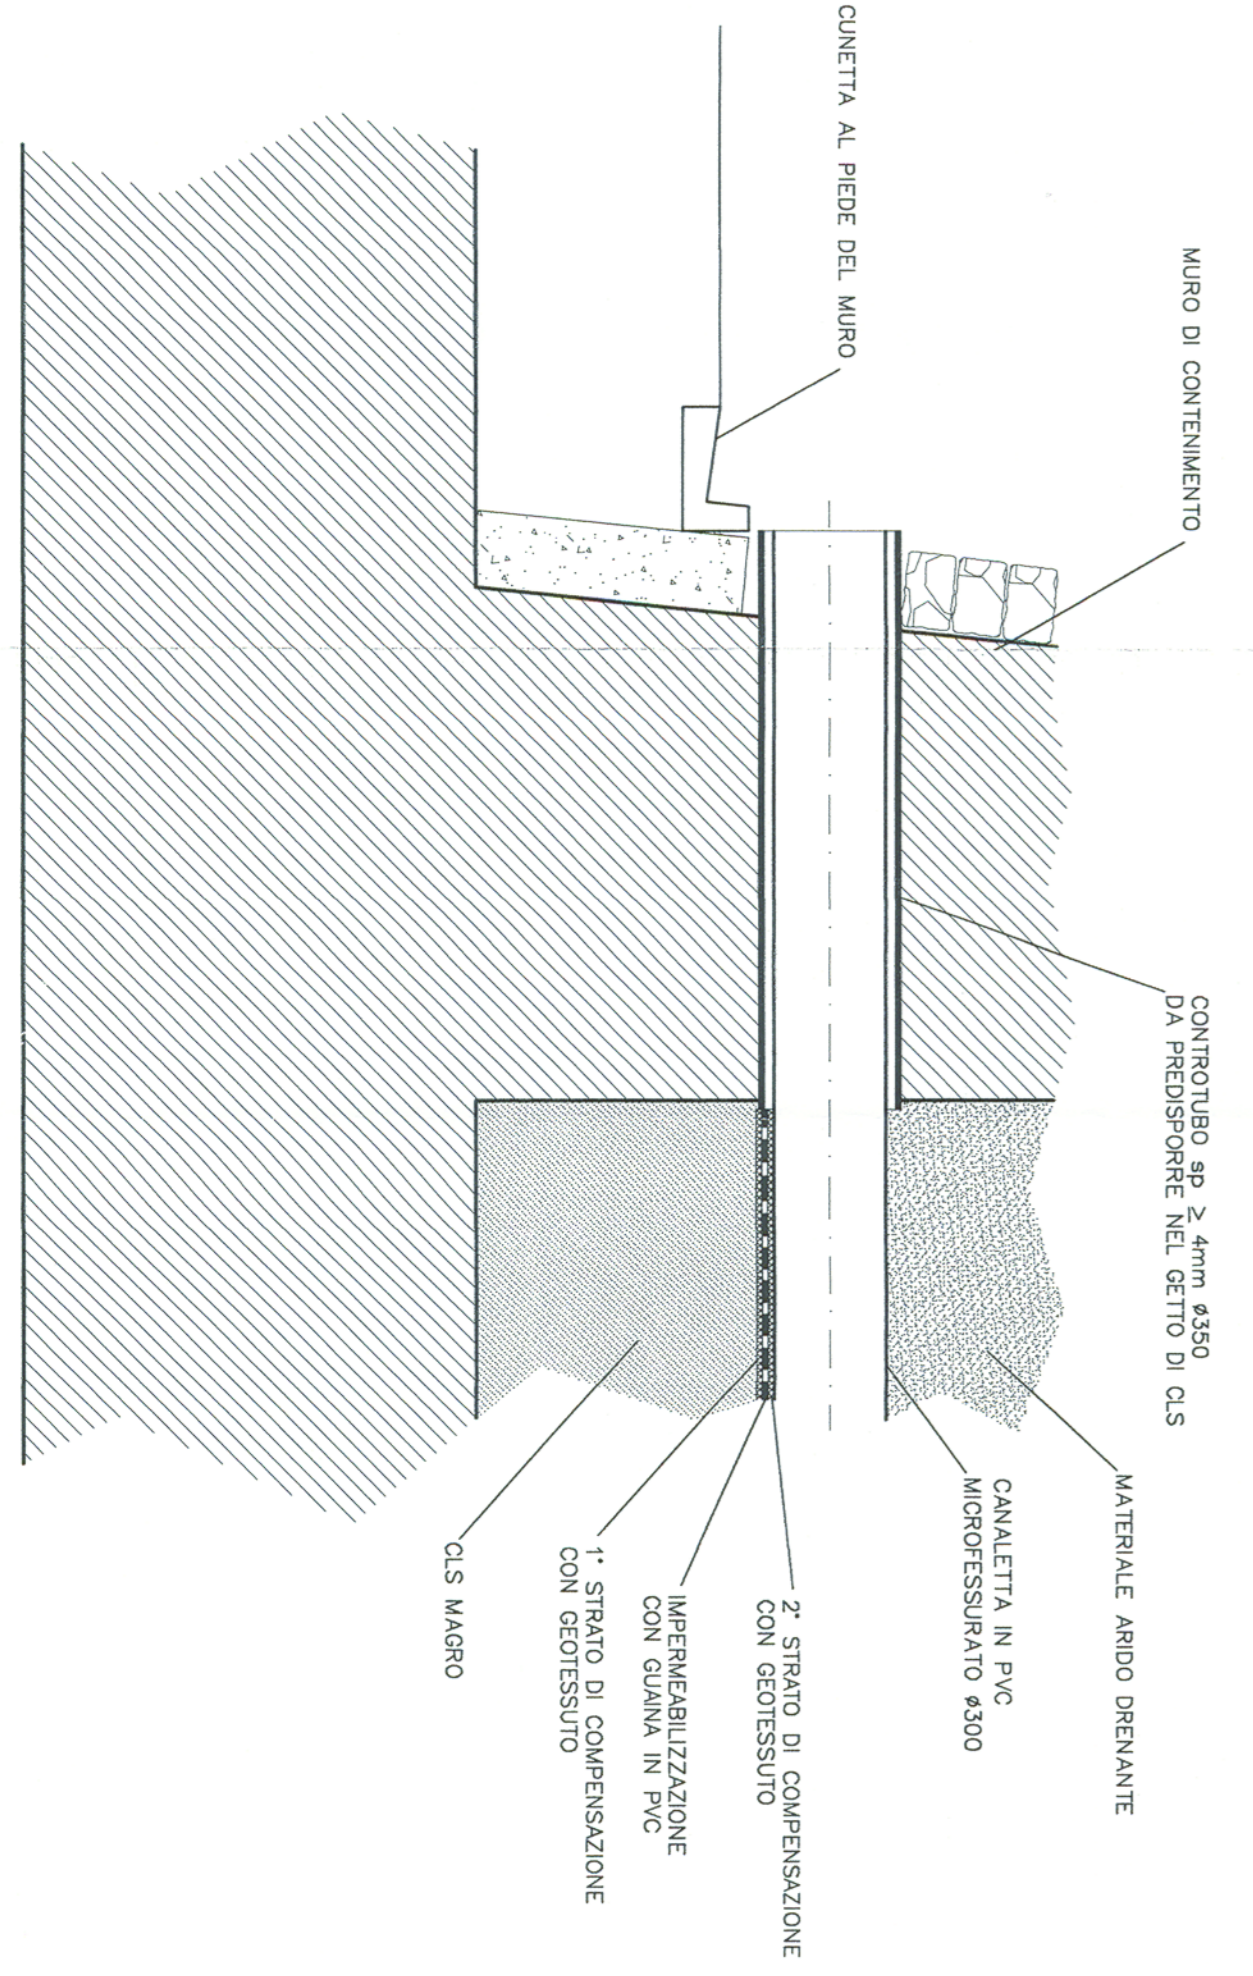 MURO DI CONTENIMENTO
CUNETTA AL PIEDE DEL MURO
CONTROTUBO sp ≥ 4mm ø350
DA PREDISPORRE NEL GETTO DI CLS
MATERIALE ARIDO DRENANTE
CANALETTA IN PVC
MICROFESSURATO ø300
2° STRATO DI COMPENSAZIONE
CON GEOTESSUTO
IMPERMEABILIZZAZIONE
CON GUAINA IN PVC
1° STRATO DI COMPENSAZIONE
CON GEOTESSUTO
CLS MAGRO